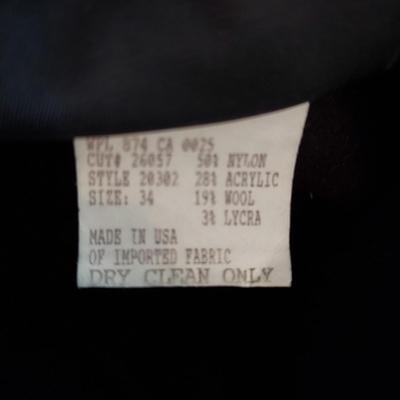 WPL 874 CA 0025
CUT# 26057 50% NYLON
STYLE 20302 28% ACRYLIC
SIZE: 34 19% WOOL
3% LYCRA
MADE IN USA
OF IMPORTED FABRIC
DRY CLEAN ONLY